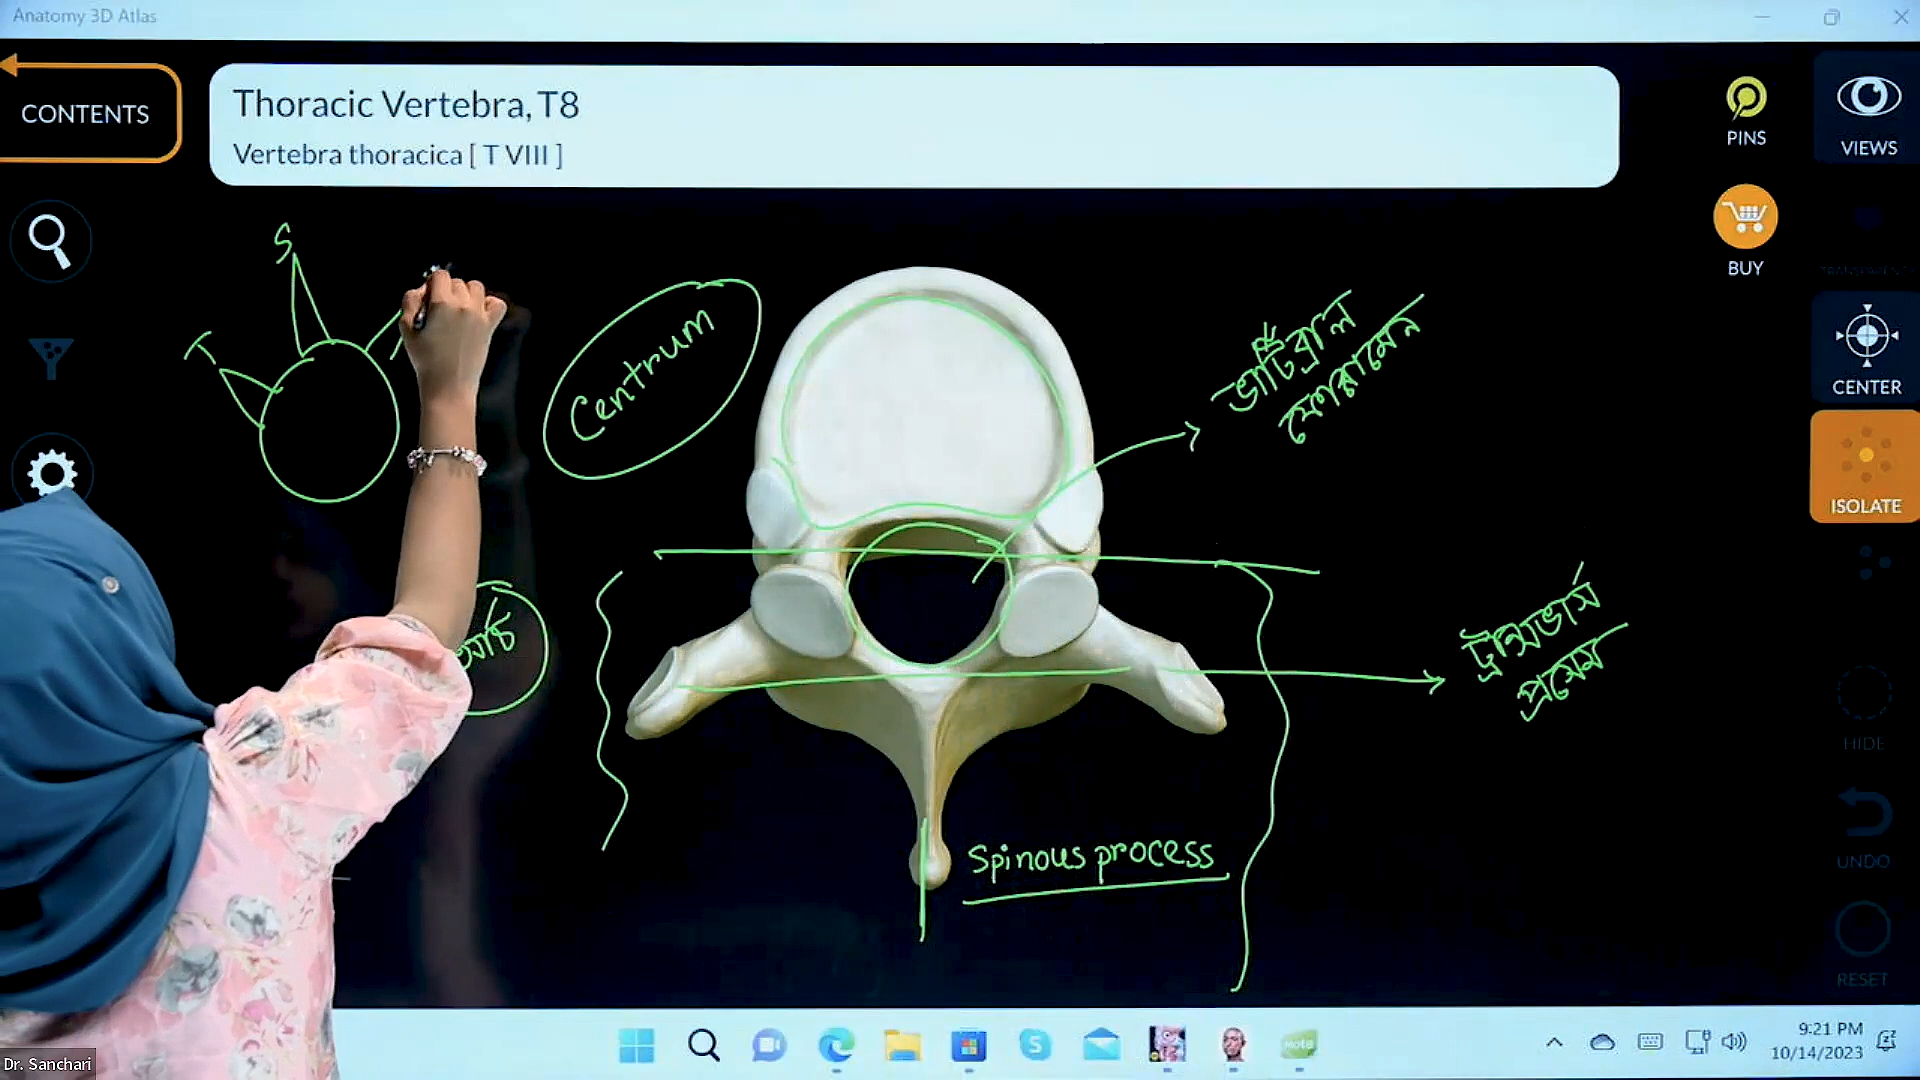 Anatomy 3D Atlas
CONTENTS
Thoracic Vertebra, T8
Vertebra thoracica [ T VIII ]
PINS
VIEWS
BUY
TRANSPARENCY
CENTER
ISOLATE
HIDE
UNDO
RESET
S
T
Centrum
ভার্টিব্রাল
ফোরামেন
ট্রান্সভার্স
প্রসেস
Spinous process
Dr. Sanchari
9:21 PM
10/14/2023